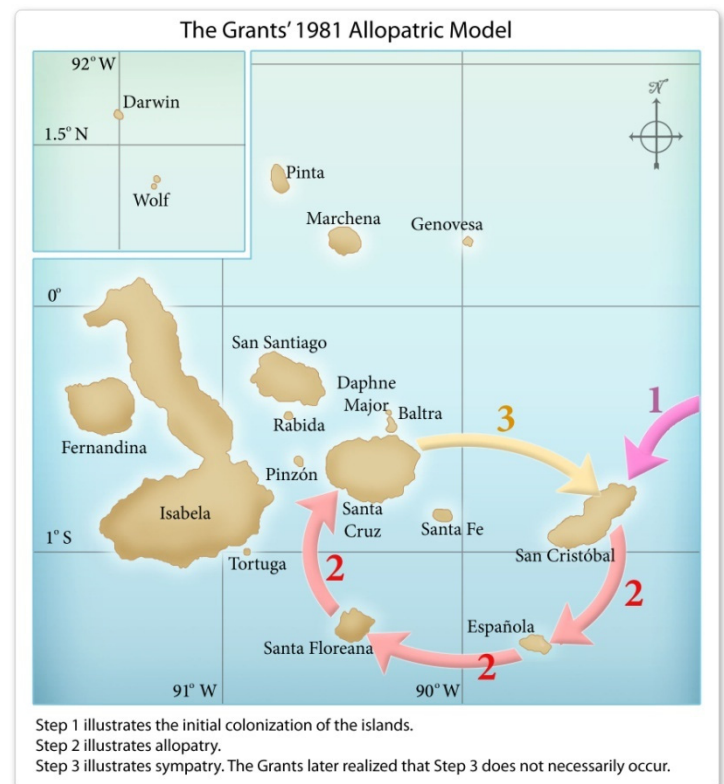 The Grants' 1981 Allopatric Model
92° W
N
Darwin
1.5° N
Wolf
Pinta
Marchena
Genovesa
0°
San Santiago
Daphne
Major
Baltra
3
1
Rabida
Fernandina
Pinzón
Isabela
Santa
Cruz
Santa Fe
1° S
San Cristóbal
Tortuga
2
2
Española
Santa Floreana
2
91° W
90° W
Step 1 illustrates the initial colonization of the islands.
Step 2 illustrates allopatry.
Step 3 illustrates sympatry. The Grants later realized that Step 3 does not necessarily occur.